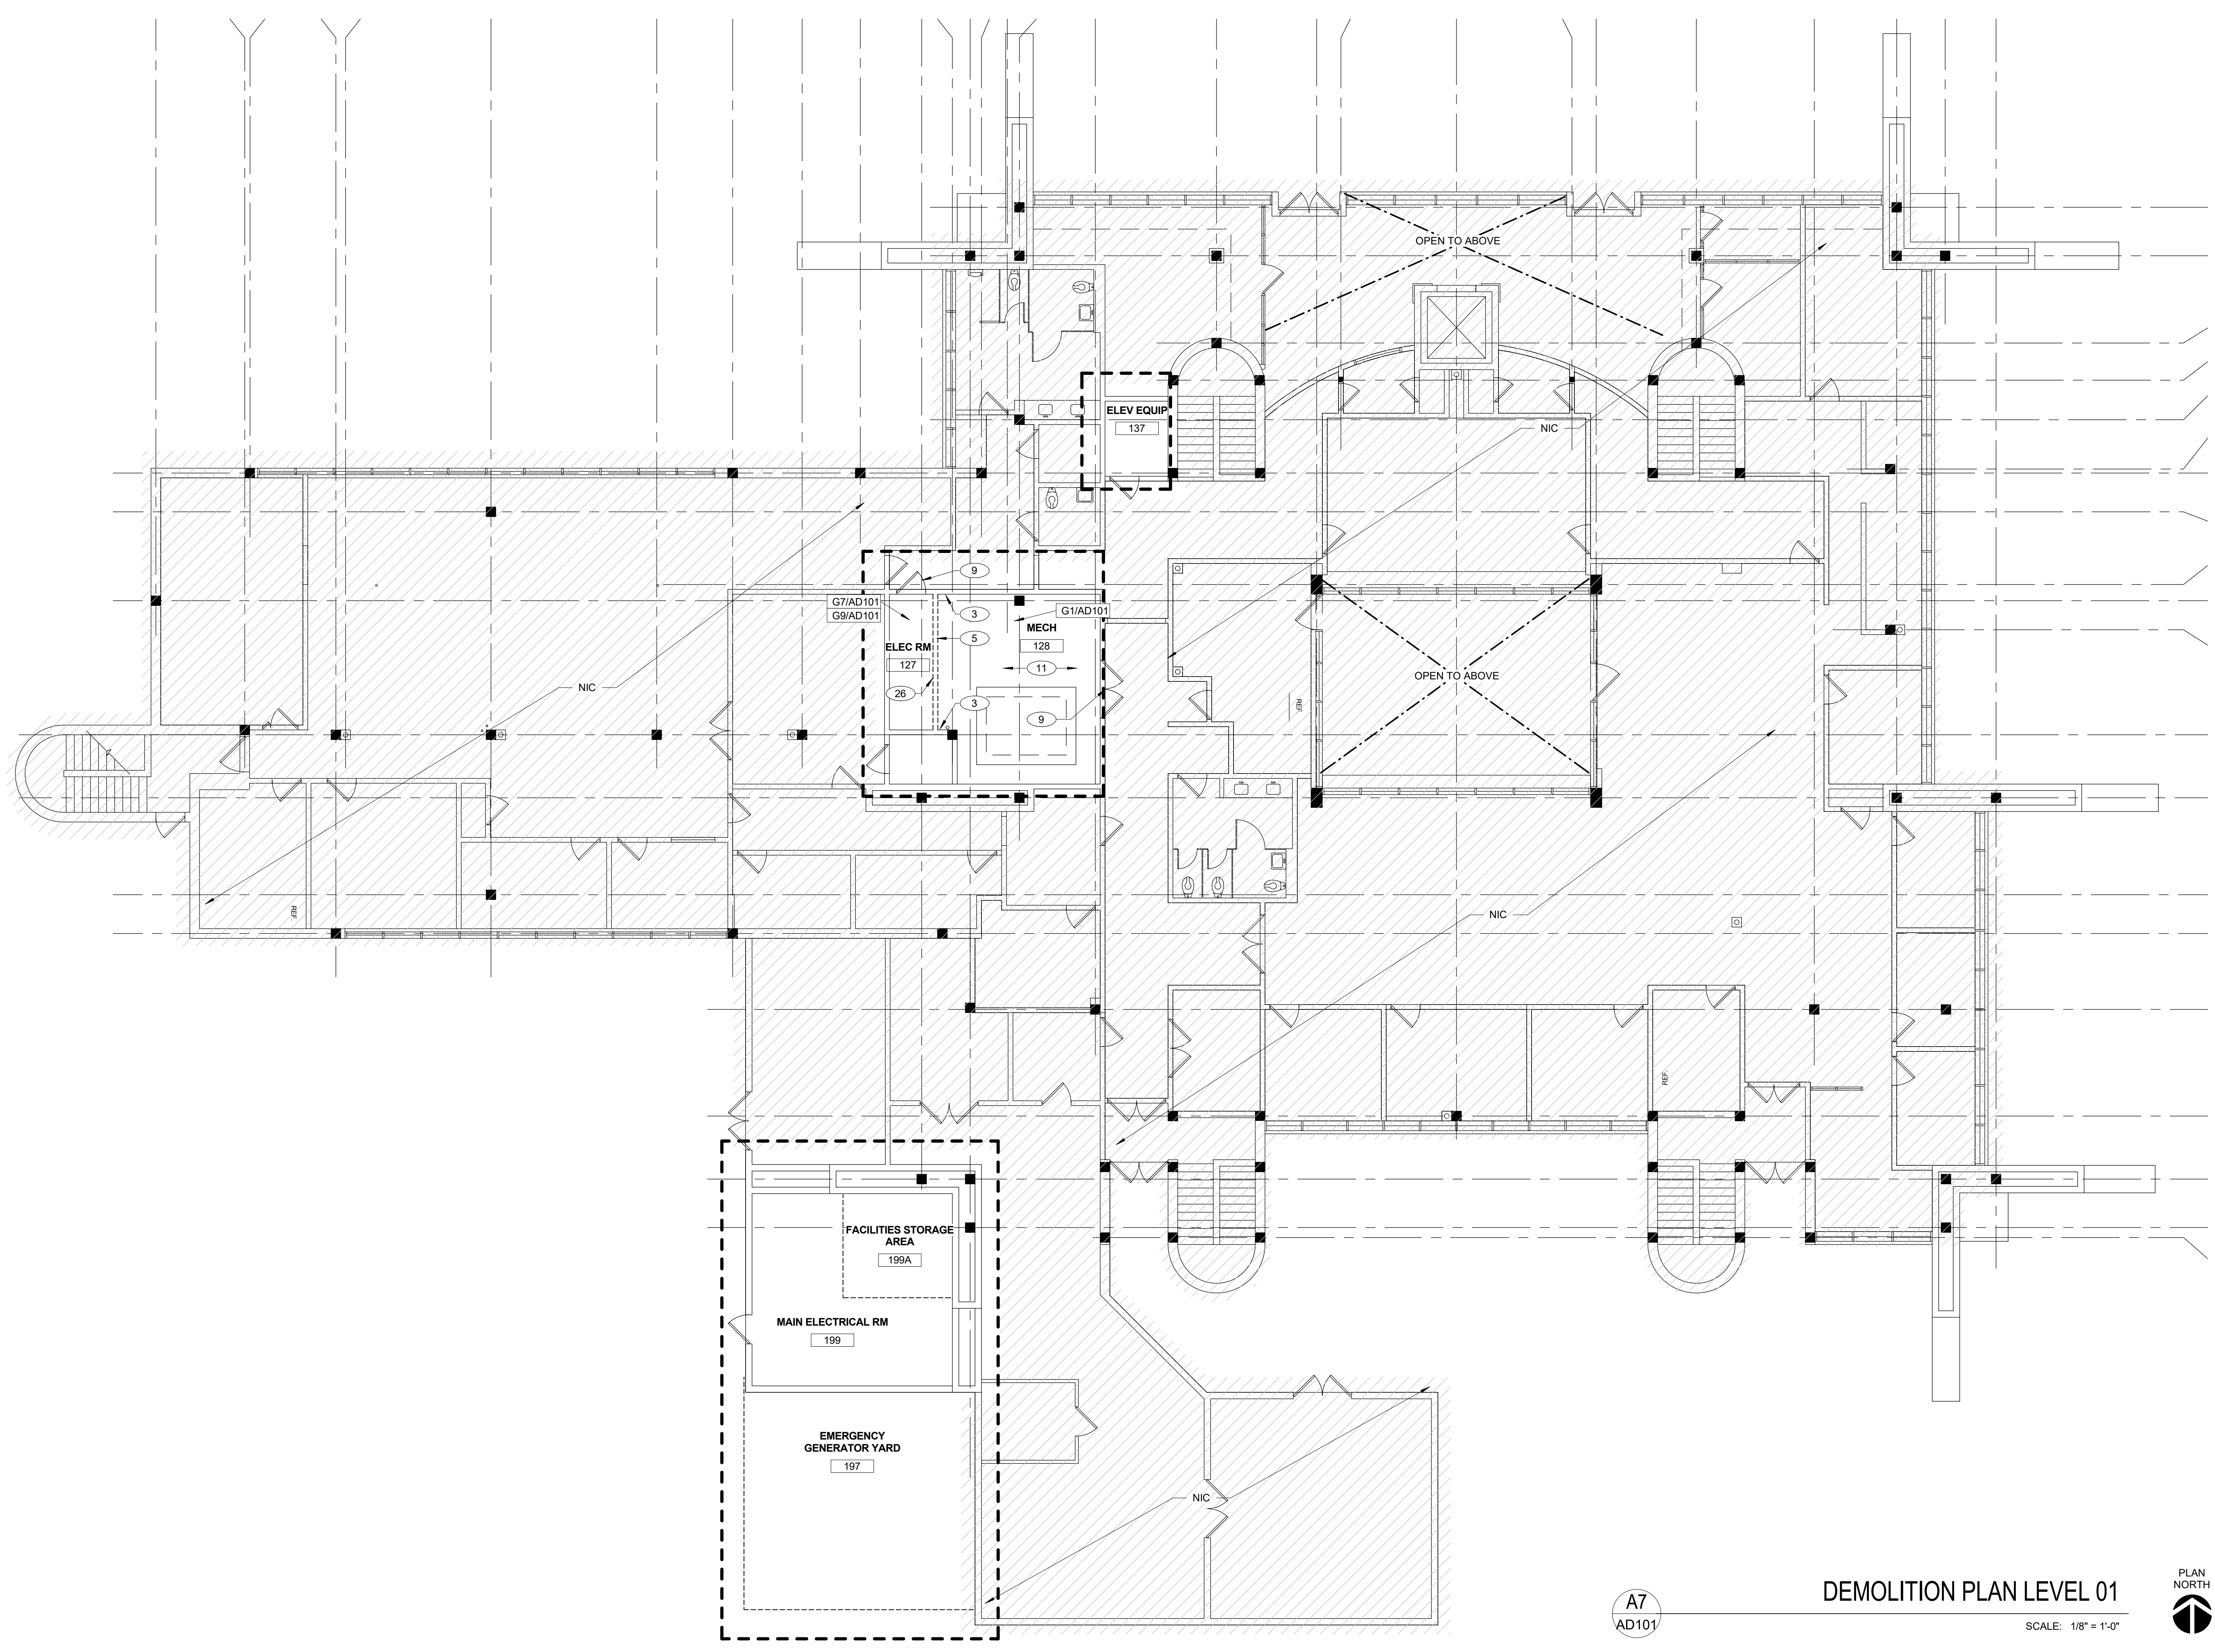 OPEN TO ABOVE
ELEV EQUIP
137
NIC
9
G7/AD101
G9/AD101
3
G1/AD101
MECH
128
5
ELEC RM
127
11
26
3
9
NIC
REF.
OPEN TO ABOVE
REF.
NIC
REF.
FACILITIES STORAGE
AREA
199A
MAIN ELECTRICAL RM
199
EMERGENCY
GENERATOR YARD
197
NIC
A7
AD101
DEMOLITION PLAN LEVEL 01
SCALE: 1/8" = 1'-0"
PLAN
NORTH